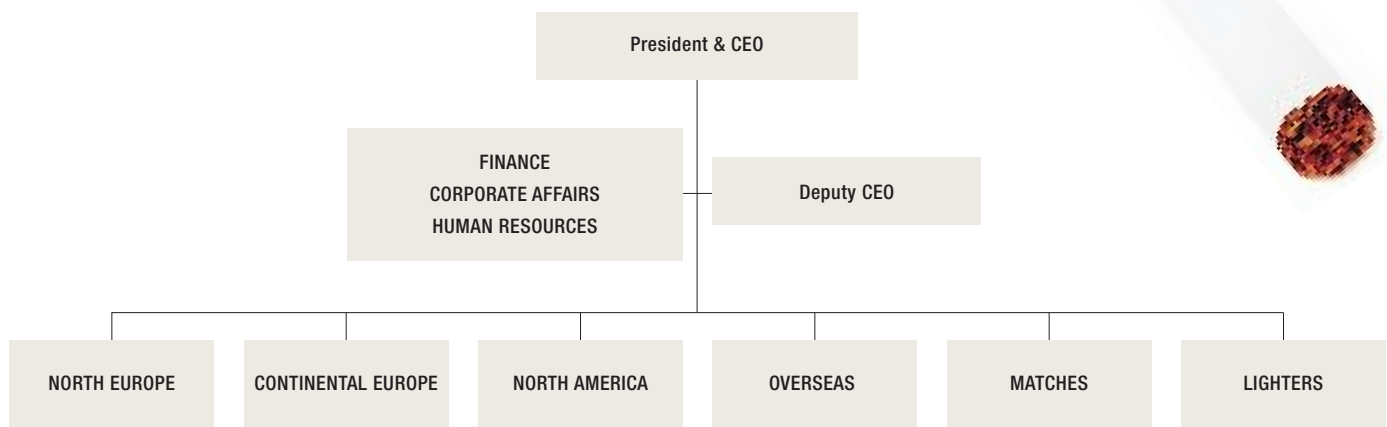 President & CEO
FINANCE
CORPORATE AFFAIRS
HUMAN RESOURCES
Deputy CEO
NORTH EUROPE
CONTINENTAL EUROPE
NORTH AMERICA
OVERSEAS
MATCHES
LIGHTERS